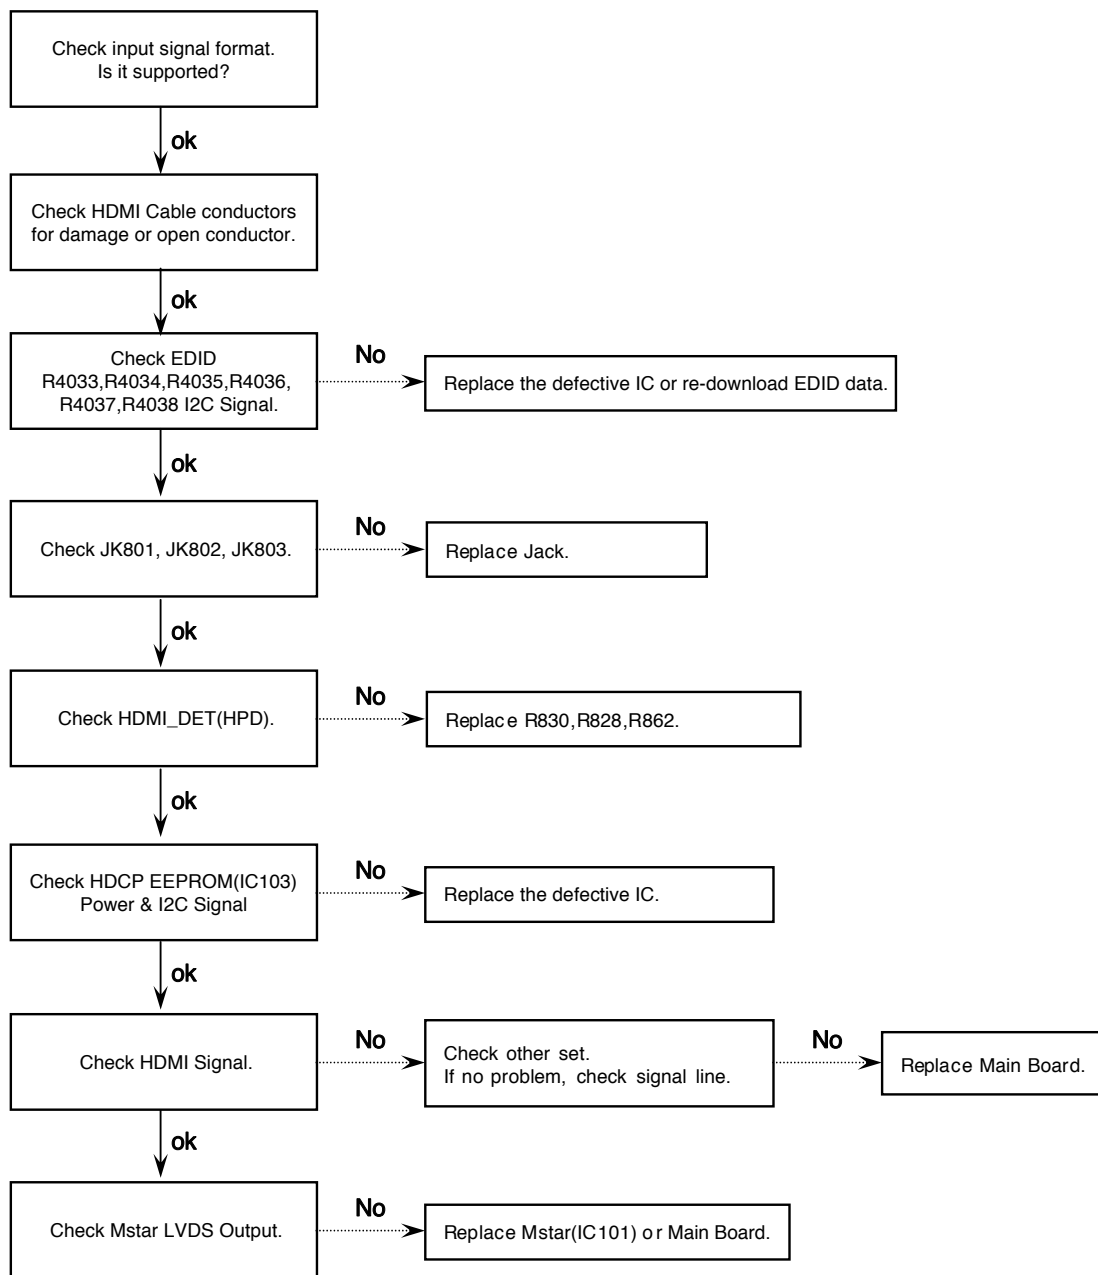 Check input signal format.
Is it supported?
ok
Check HDMI Cable conductors
for damage or open conductor.
ok
Check EDID
R4033,R4034,R4035,R4036,
R4037,R4038 I2C Signal.
No
Replace the defective IC or re-download EDID data.
ok
Check JK801, JK802, JK803.
No
Replace Jack.
ok
Check HDMI_DET(HPD).
No
Replace R830,R828,R862.
ok
Check HDCP EEPROM(IC103)
Power & I2C Signal
No
Replace the defective IC.
ok
Check HDMI Signal.
No
Check other set.
If no problem, check signal line.
No
Replace Main Board.
ok
Check Mstar LVDS Output.
No
Replace Mstar(IC101) or Main Board.